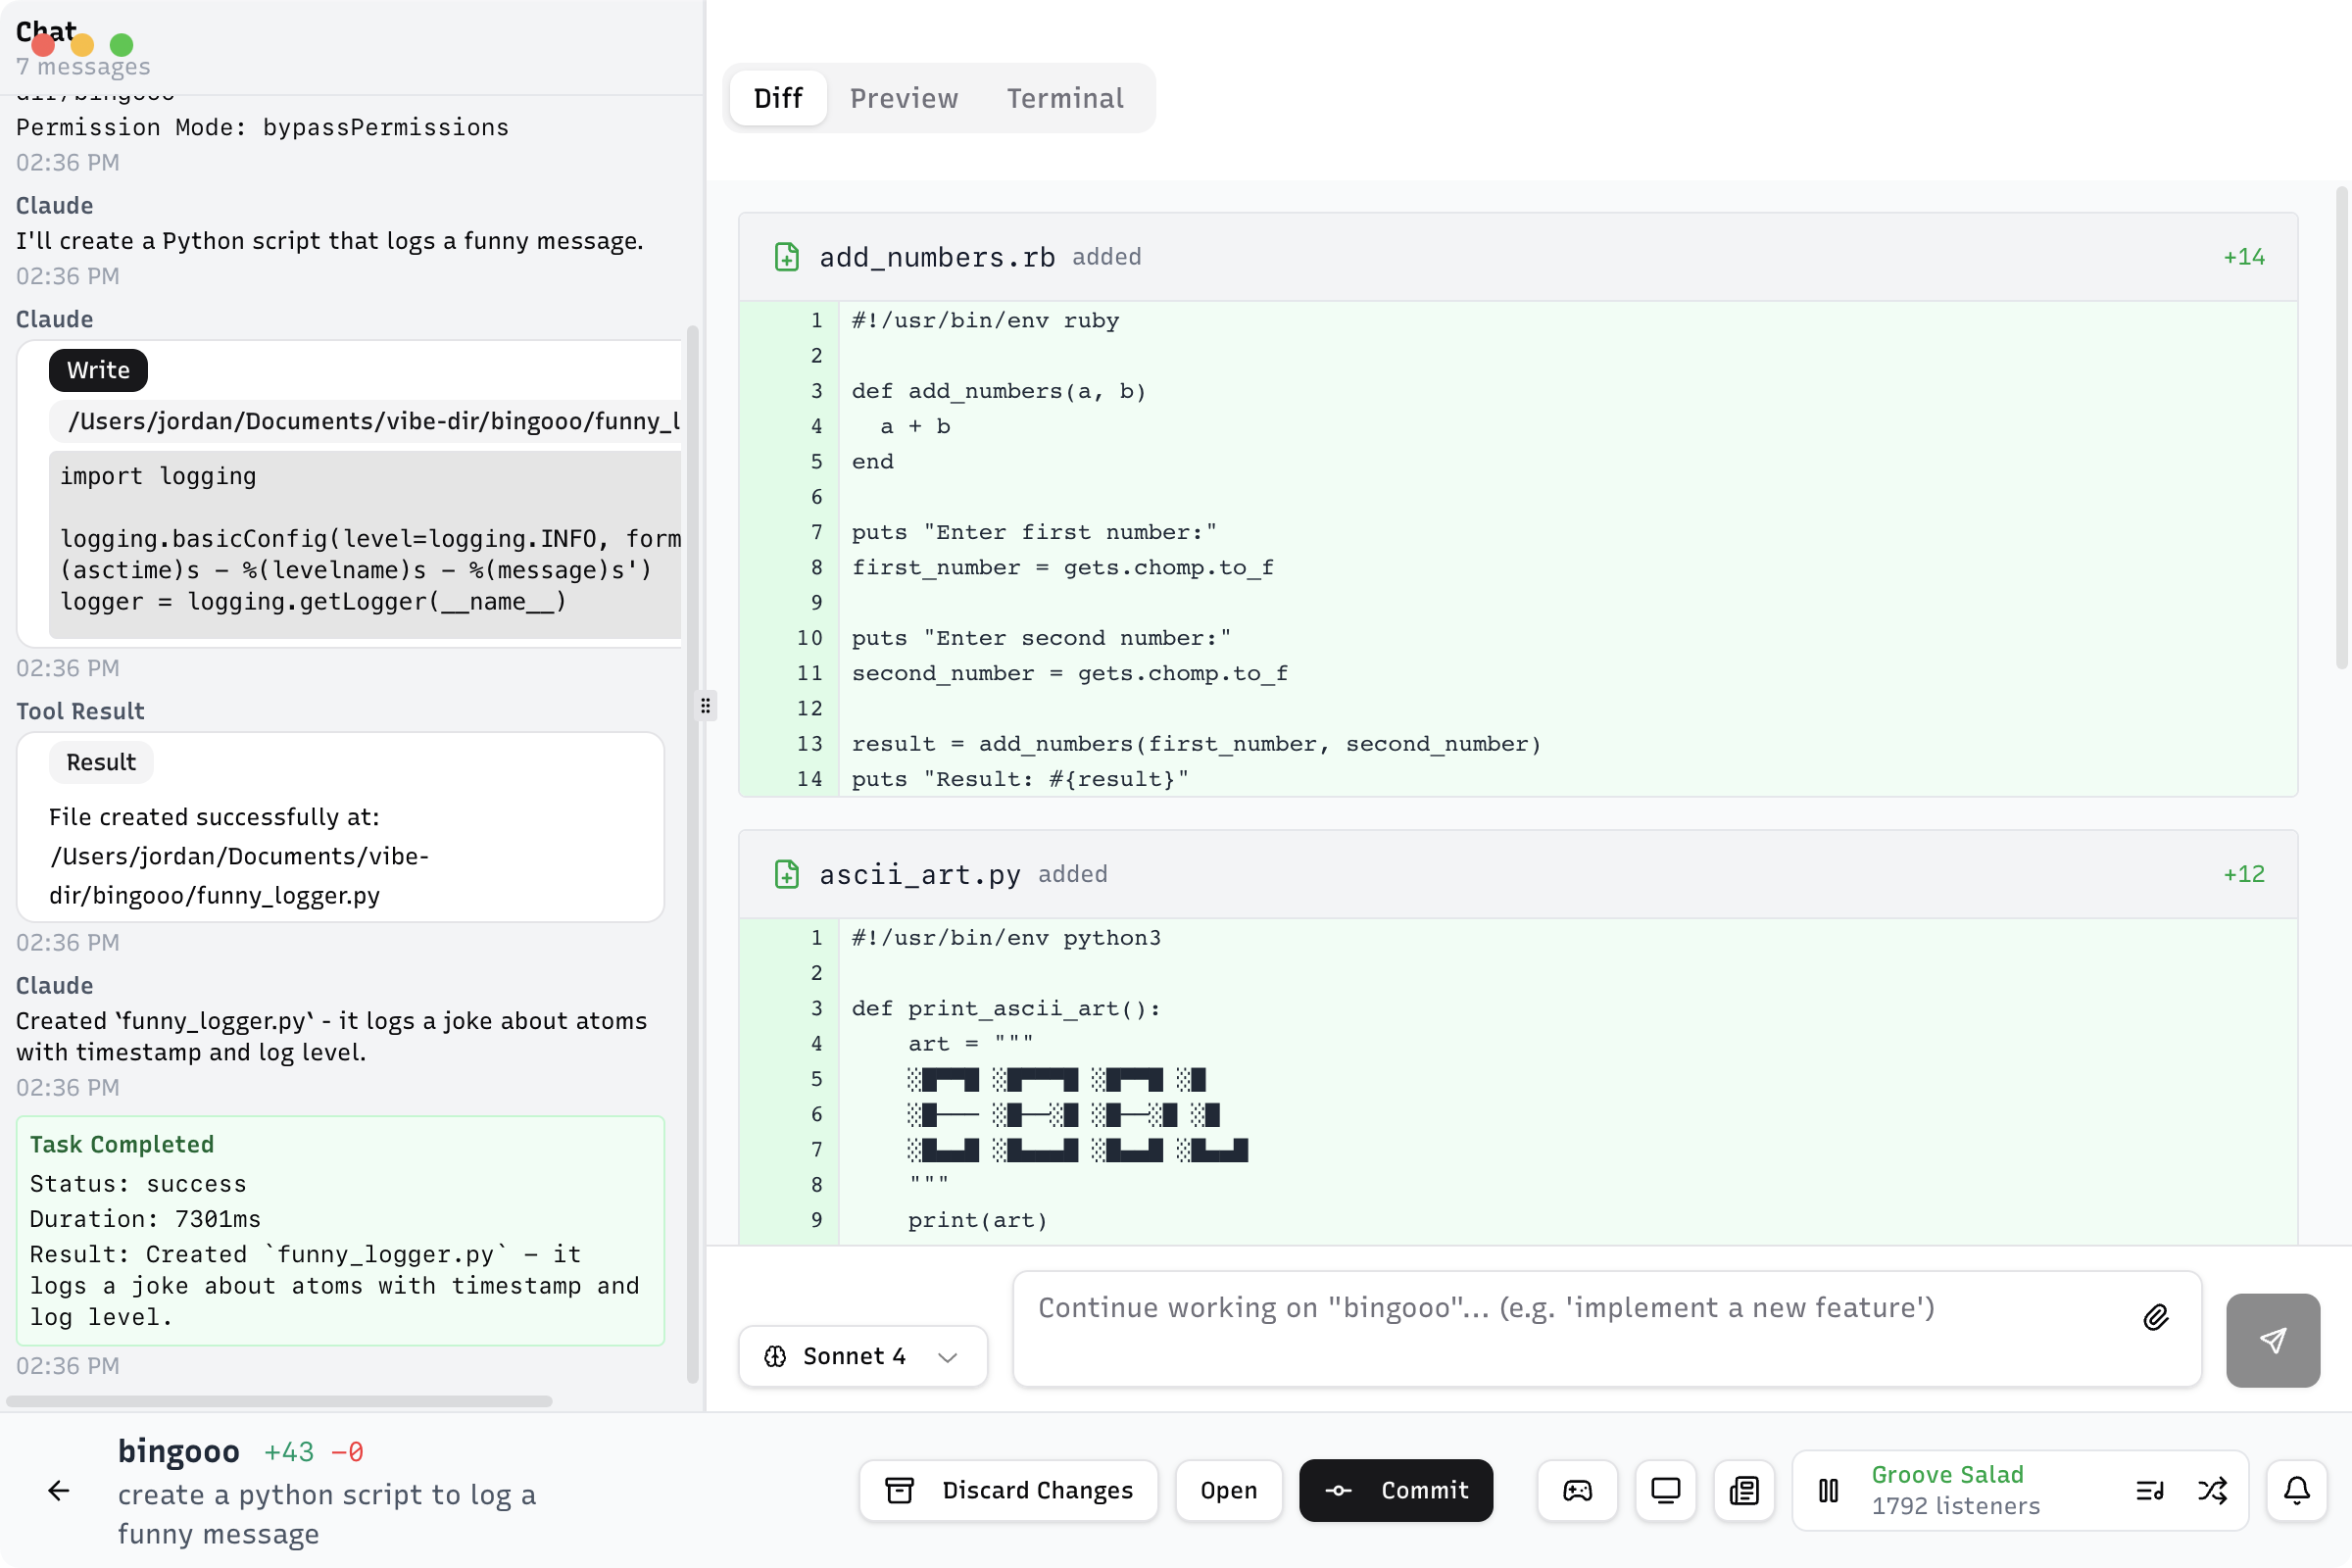 Chat
7 messages
dir/bingooo
Permission Mode: bypassPermissions
02:36 PM
Claude
I'll create a Python script that logs a funny message.
02:36 PM
Claude
Write
/Users/jordan/Documents/vibe-dir/bingooo/funny_l
import logging
logging.basicConfig(level=logging.INFO, form
(asctime)s – %(levelname)s – %(message)s')
logger = logging.getLogger(__name__)
02:36 PM
Tool Result
Result
File created successfully at:
/Users/jordan/Documents/vibe-
dir/bingooo/funny_logger.py
02:36 PM
Claude
Created `funny_logger.py` - it logs a joke about atoms
with timestamp and log level.
02:36 PM
Task Completed
Status: success
Duration: 7301ms
Result: Created `funny_logger.py` – it
logs a joke about atoms with timestamp and
log level.
02:36 PM
Diff Preview Terminal
add_numbers.rb added +14
1 #!/usr/bin/env ruby
2
3 def add_numbers(a, b)
4   a + b
5 end
6
7 puts "Enter first number:"
8 first_number = gets.chomp.to_f
9
10 puts "Enter second number:"
11 second_number = gets.chomp.to_f
12
13 result = add_numbers(first_number, second_number)
14 puts "Result: #{result}"
ascii_art.py added +12
1 #!/usr/bin/env python3
2
3 def print_ascii_art():
4     art = """
5     ░█▀▀█ ░█▀▀▀█ ░█▀▀█ ░█
6     ░█─── ░█──░█ ░█──░█ ░█
7     ░█▄▄█ ░█▄▄▄█ ░█▄▄█ ░█▄▄█
8     """
9     print(art)
Sonnet 4
Continue working on "bingooo"... (e.g. 'implement a new feature')
bingooo +43 −0
create a python script to log a
funny message
Discard Changes
Open
Commit
Groove Salad
1792 listeners